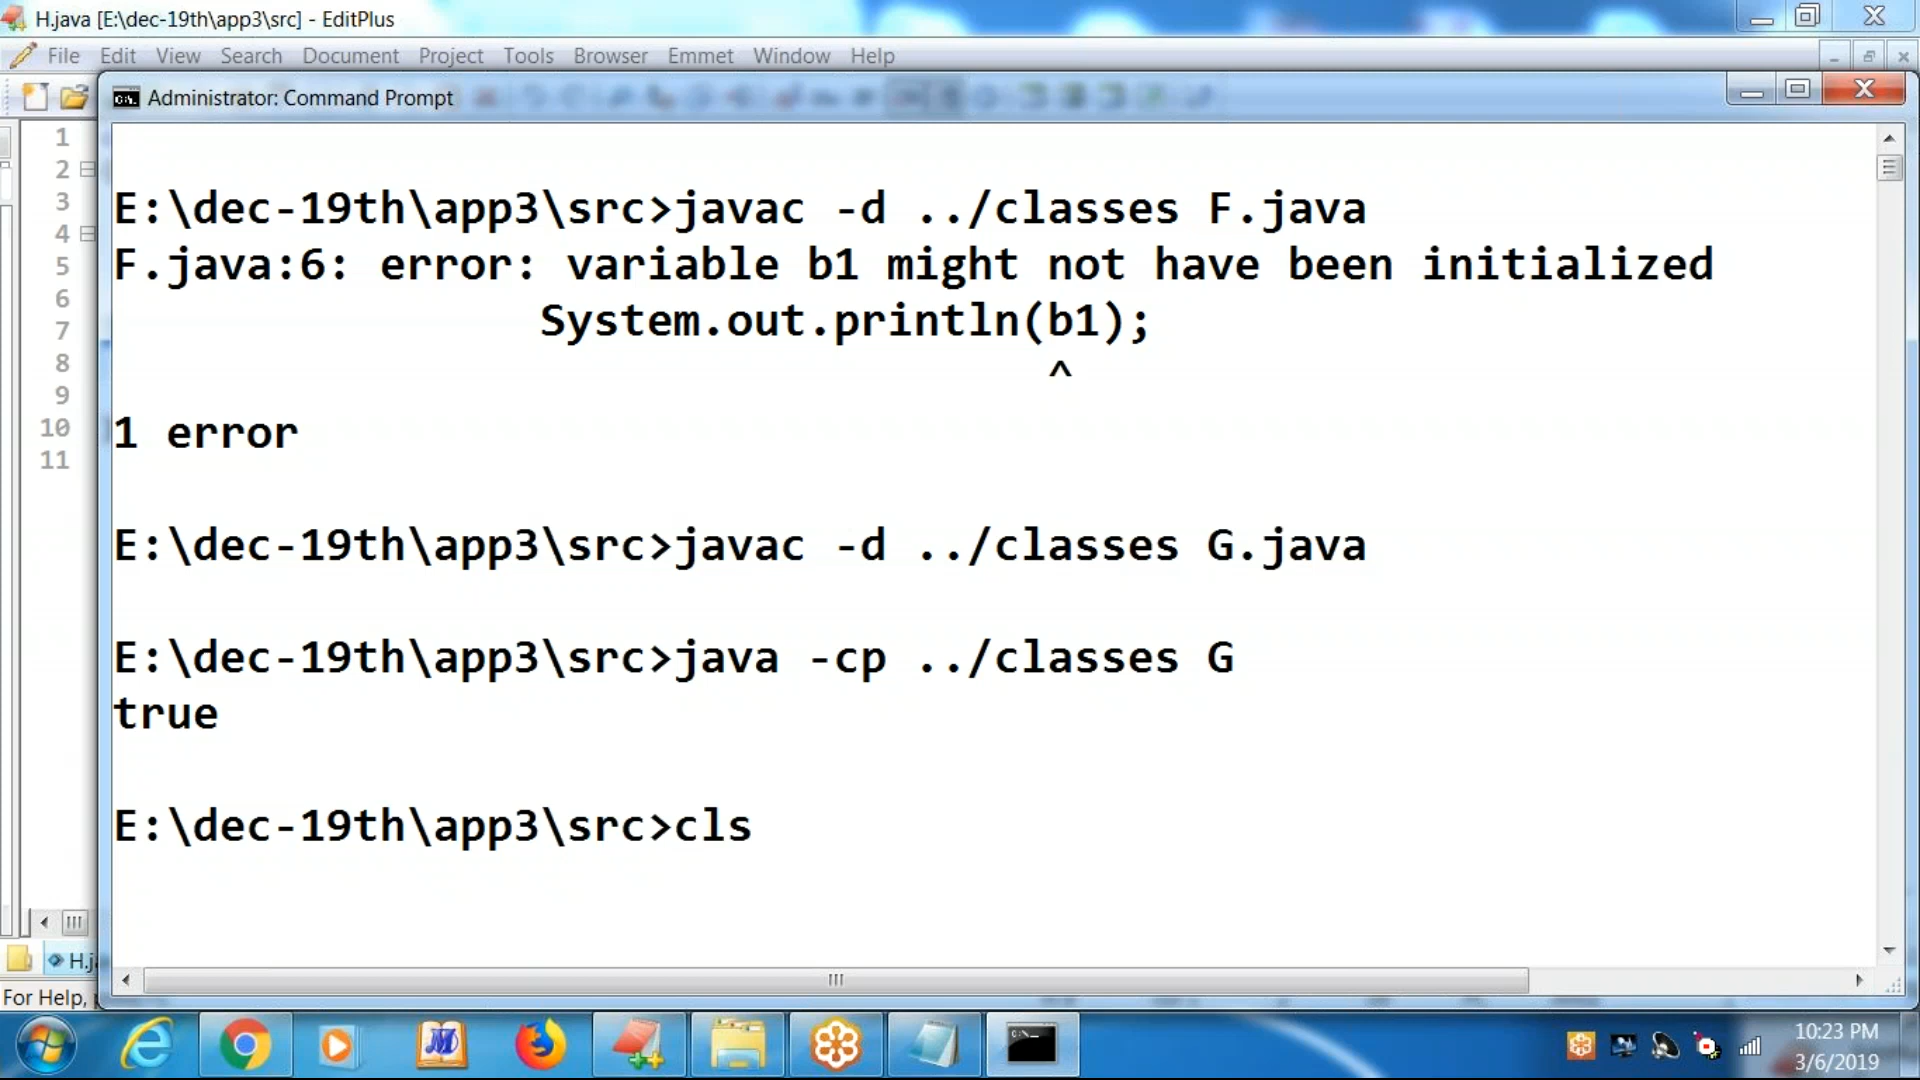 H.java [E:\dec-19th\app3\src] - EditPlus
File Edit View Search Document Project Tools Browser Emmet Window Help
Administrator: Command Prompt
1
2
3
4
5
6
7
8
9
10
11
E:\dec-19th\app3\src>javac -d ../classes F.java
F.java:6: error: variable b1 might not have been initialized
System.out.println(b1);
^
1 error
E:\dec-19th\app3\src>javac -d ../classes G.java
E:\dec-19th\app3\src>java -cp ../classes G
true
E:\dec-19th\app3\src>cls
H.j
For Help,
10:23 PM
3/6/2019